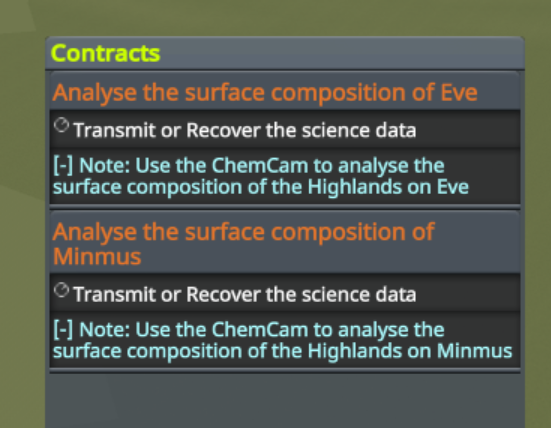 Contracts
Analyse the surface composition of Eve
Transmit or Recover the science data
[-] Note: Use the ChemCam to analyse the
surface composition of the Highlands on Eve
Analyse the surface composition of
Minmus
Transmit or Recover the science data
[-] Note: Use the ChemCam to analyse the
surface composition of the Highlands on Minmus